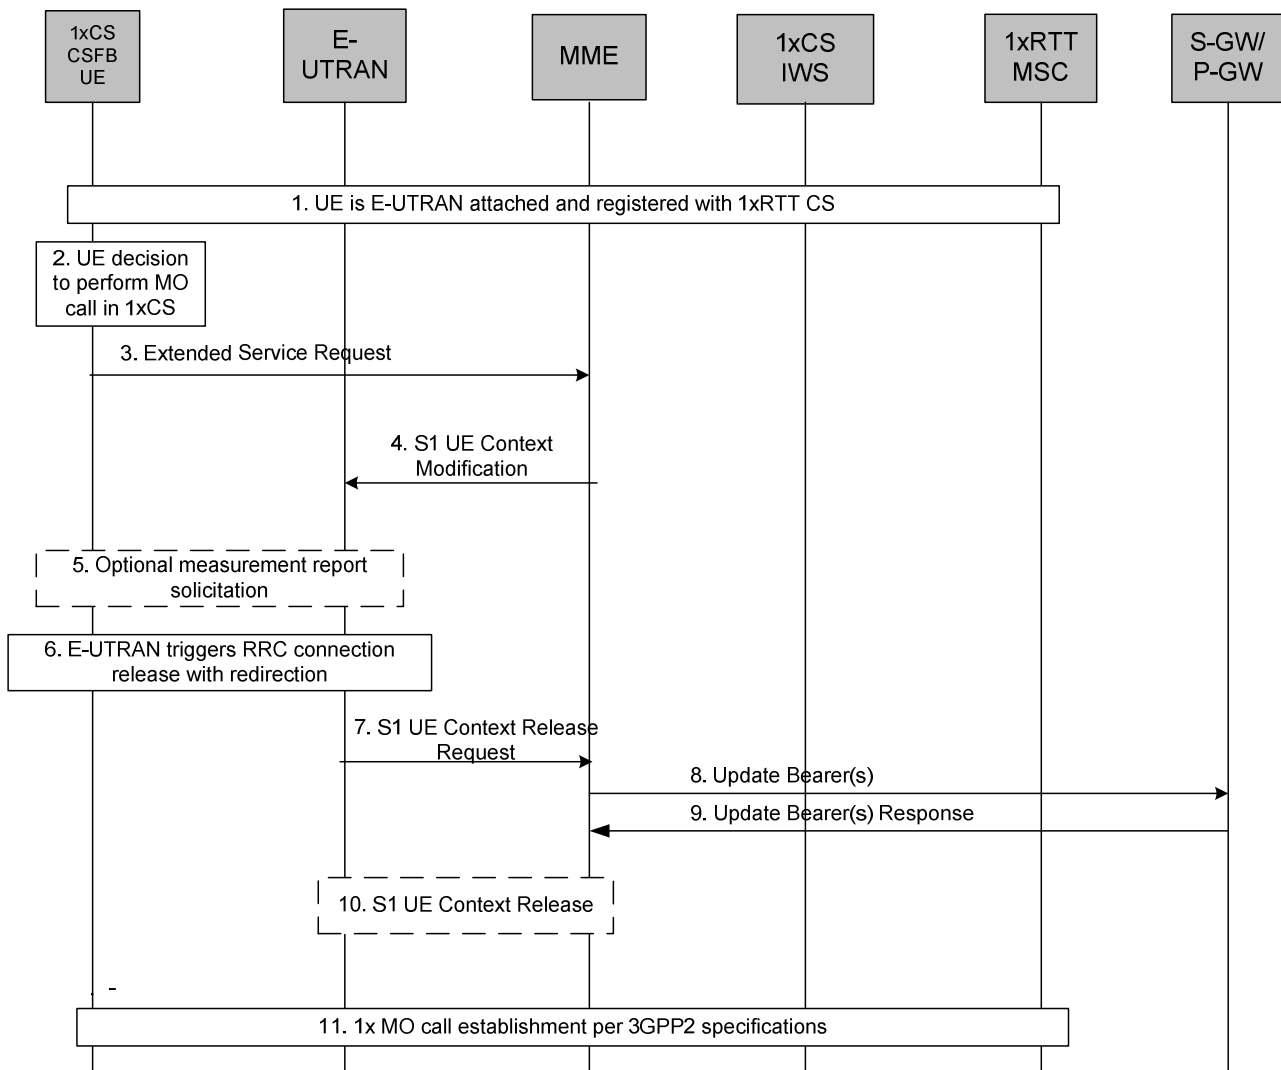 1xCS
CSFB
UE
E-
UTRAN
MME
1xCS
IWS
1xRTT
MSC
S-GW/
P-GW
1. UE is E-UTRAN attached and registered with 1xRTT CS
2. UE decision
to perform MO
call in 1xCS
3. Extended Service Request
4. S1 UE Context
Modification
5. Optional measurement report
solicitation
6. E-UTRAN triggers RRC connection
release with redirection
7. S1 UE Context Release
Request
8. Update Bearer(s)
9. Update Bearer(s) Response
10. S1 UE Context Release
. -
11. 1x MO call establishment per 3GPP2 specifications